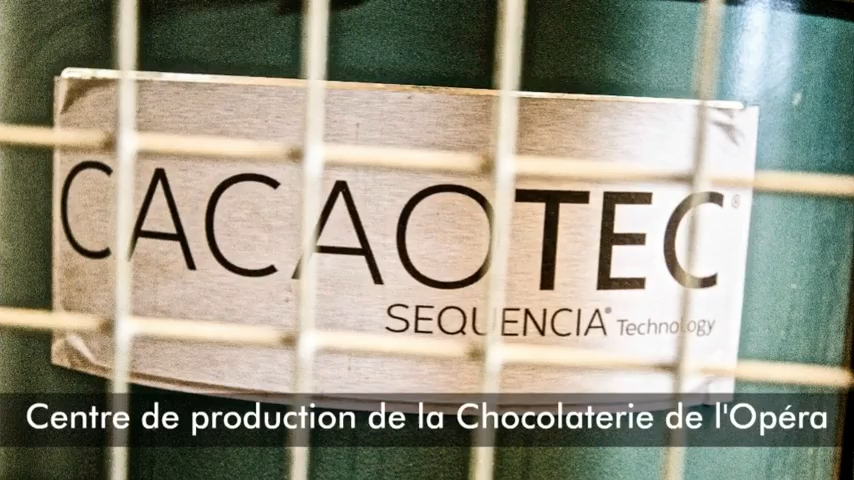 CACAOTEC®
SEQUENCIA® Technology
Centre de production de la Chocolaterie de l'Opéra